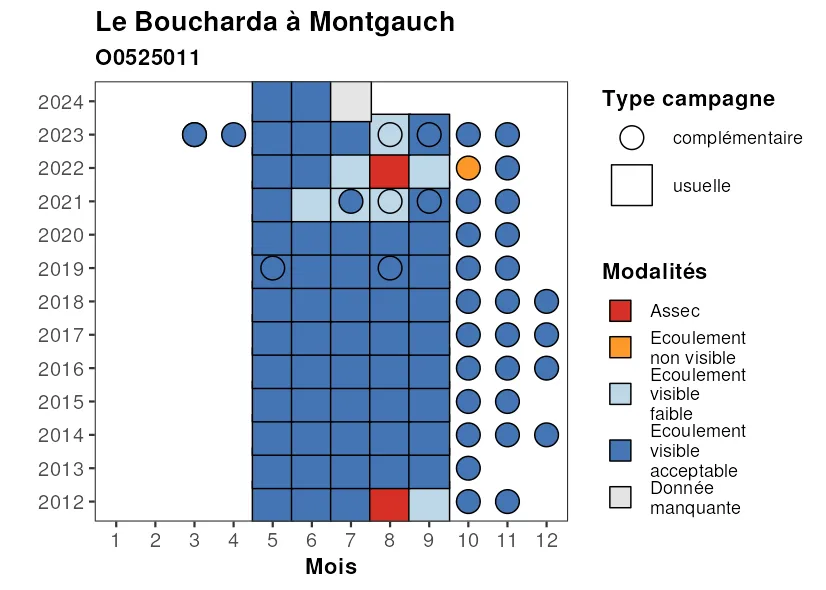 Le Boucharda à Montgauch
O0525011
2024
2023
2022
2021
2020
2019
2018
2017
2016
2015
2014
2013
2012
1 2 3 4 5 6 7 8 9 10 11 12
Mois
Type campagne
complémentaire
usuelle
Modalités
Assec
Ecoulement
non visible
Ecoulement
visible
faible
Ecoulement
visible
acceptable
Donnée
manquante